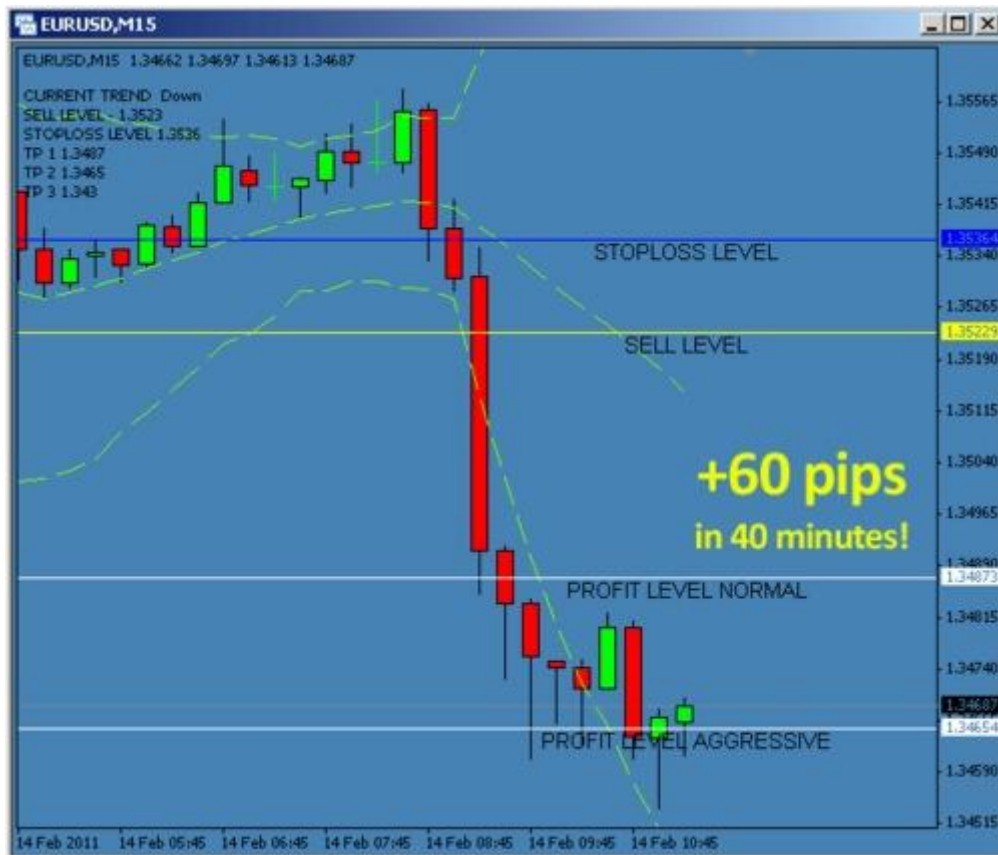 EURUSD,M15
EURUSD,M15 1.34662 1.34697 1.34613 1.34687
CURRENT TREND Down
SELL LEVEL - 1.3523
STOPLOSS LEVEL 1.3536
TP 1 1.3487
TP 2 1.3465
TP 3 1.343
1.35565
1.35490
1.35415
1.35364
STOPLOSS LEVEL
1.35340
1.35265
1.35229
SELL LEVEL
1.35190
1.35115
1.35040
+60 pips
1.34965
in 40 minutes!
1.34890
1.34873
PROFIT LEVEL NORMAL
1.34815
1.34740
1.34687
1.34654
PROFIT LEVEL AGGRESSIVE
1.34590
1.34515
14 Feb 2011 14 Feb 05:45 14 Feb 06:45 14 Feb 07:45 14 Feb 08:45 14 Feb 09:45 14 Feb 10:45